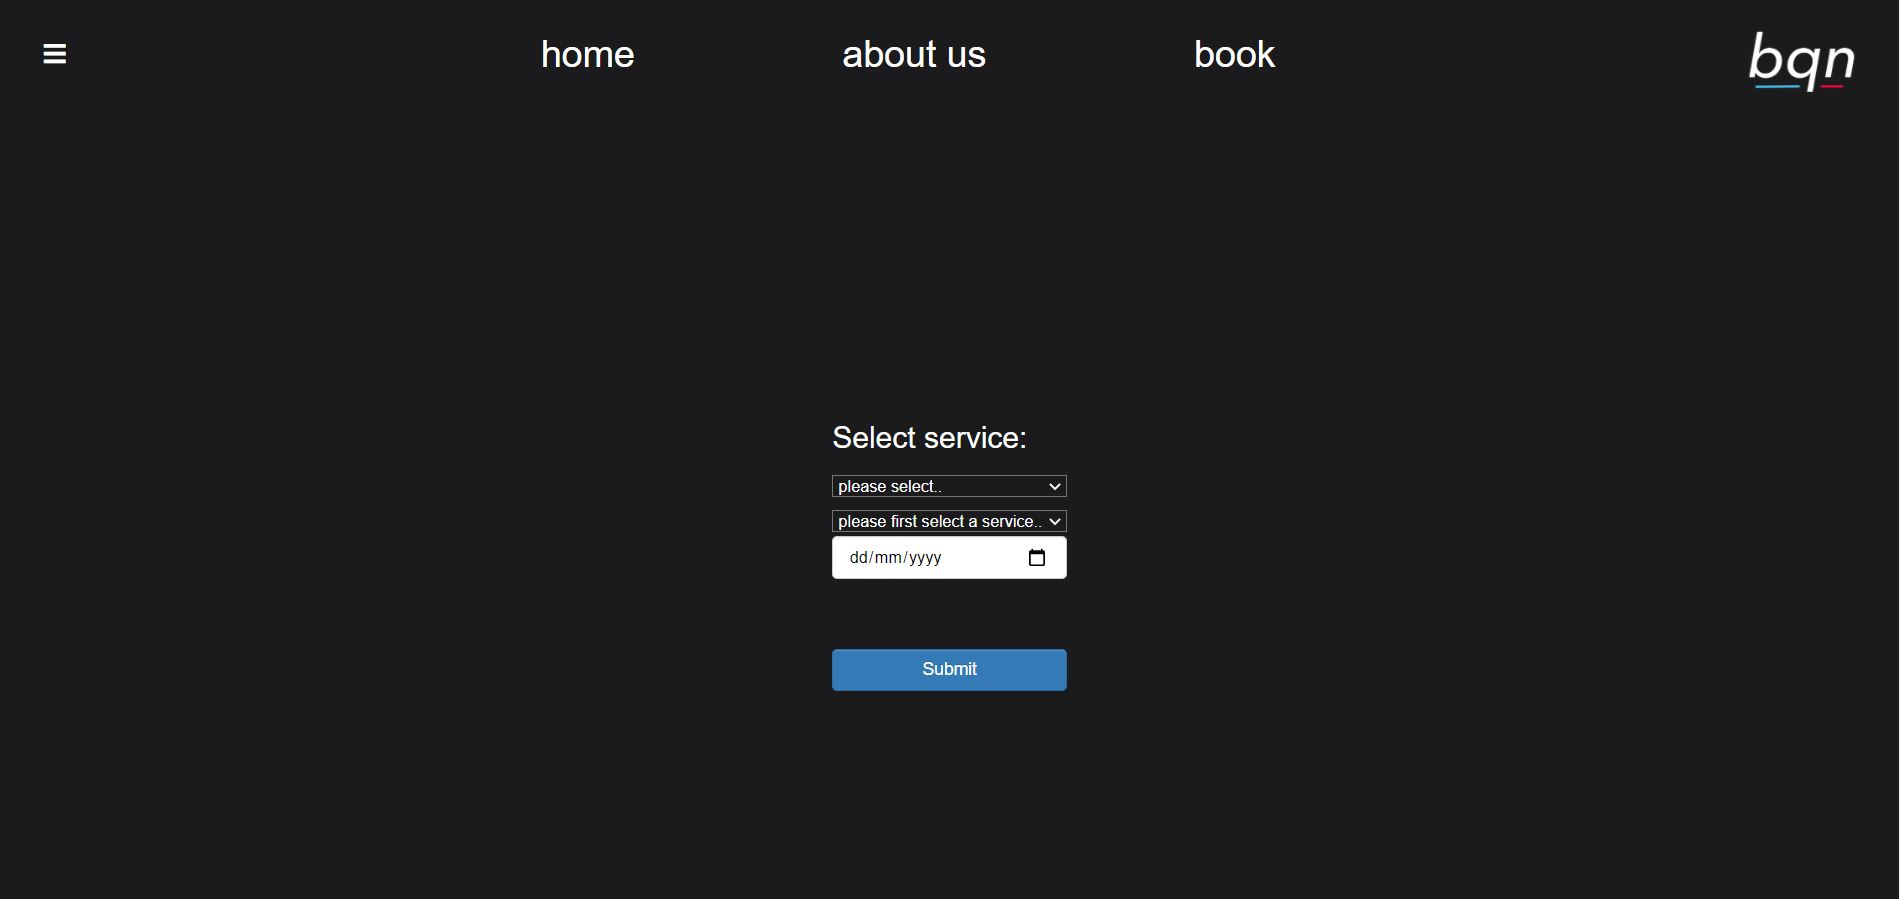 home about us book bqn
Select service:
please select..
please first select a service..
dd/mm/yyyy
Submit